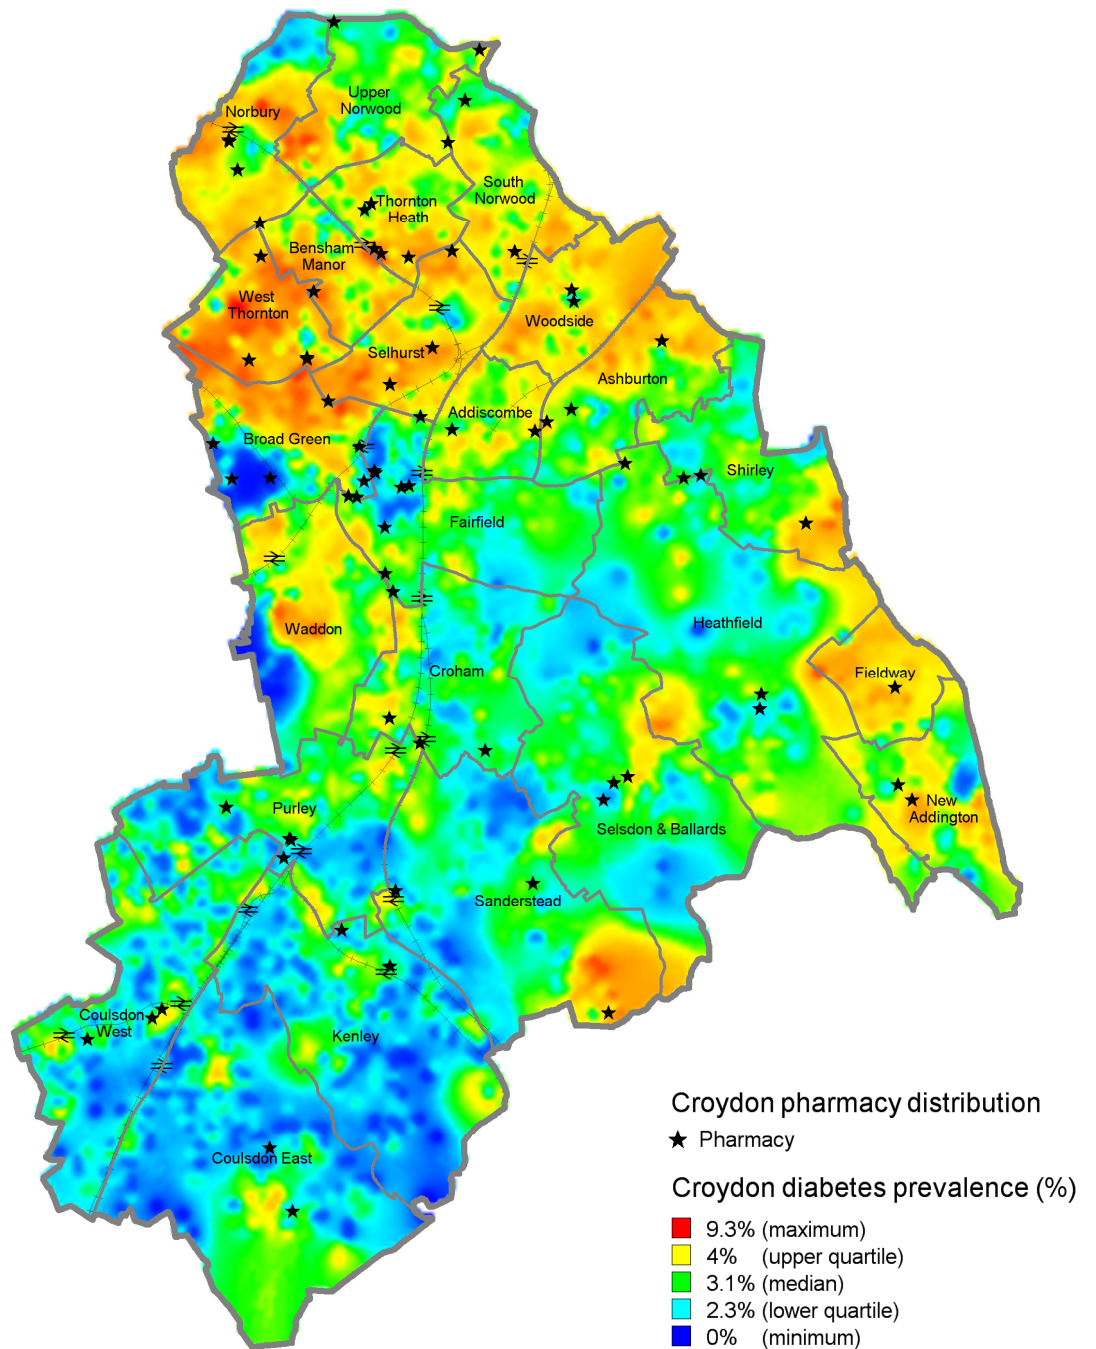 Upper
Norwood
Norbury
South
Norwood
Thornton
Heath
Bensham
Manor
West
Thornton
Woodside
Selhurst
Ashburton
Addiscombe
Broad Green
Shirley
Fairfield
Waddon
Heathfield
Croham
Fieldway
Purley
New
Addington
Selsdon & Ballards
Sanderstead
Coulsdon
West
Kenley
Coulsdon East
Croydon pharmacy distribution
Pharmacy
Croydon diabetes prevalence (%)
9.3% (maximum)
4% (upper quartile)
3.1% (median)
2.3% (lower quartile)
0% (minimum)